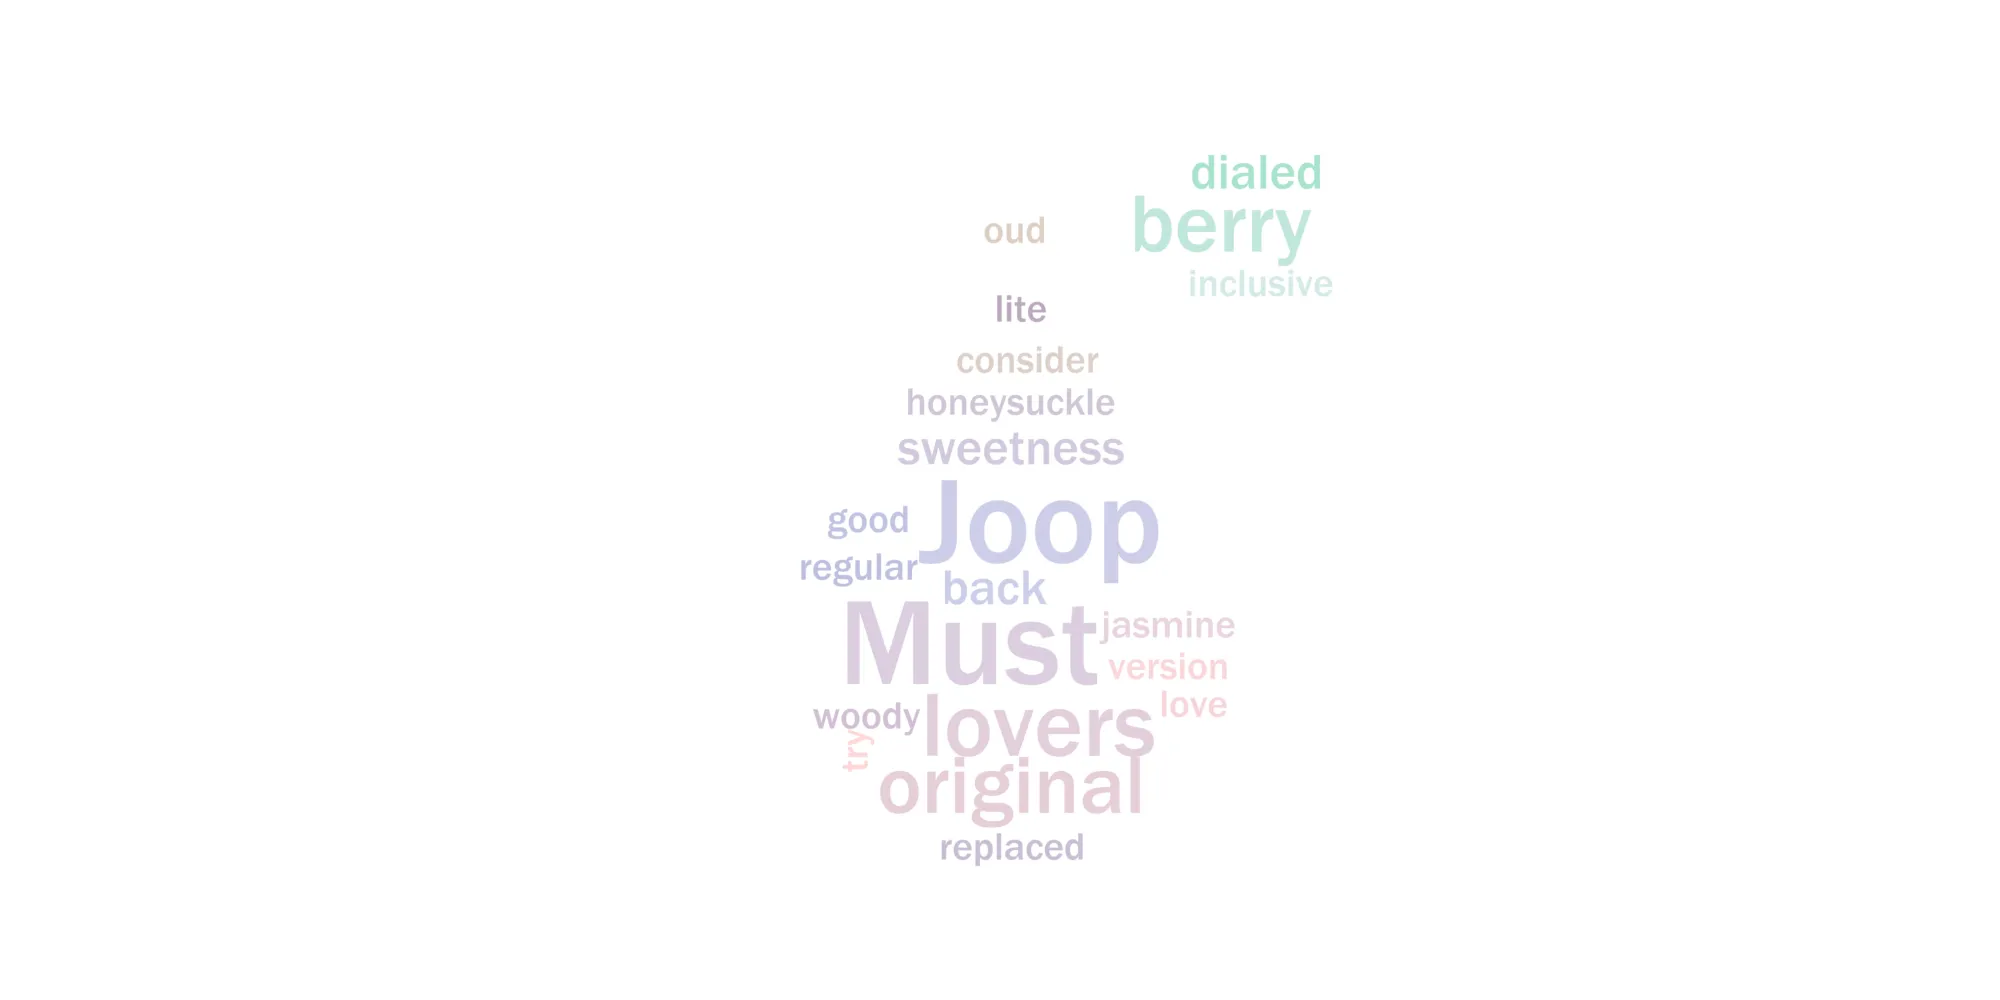 dialed
berry
oud
inclusive
lite
consider
honeysuckle
sweetness
Joop
good
regular
back
Must
jasmine
version
love
woody
lovers
try
original
replaced